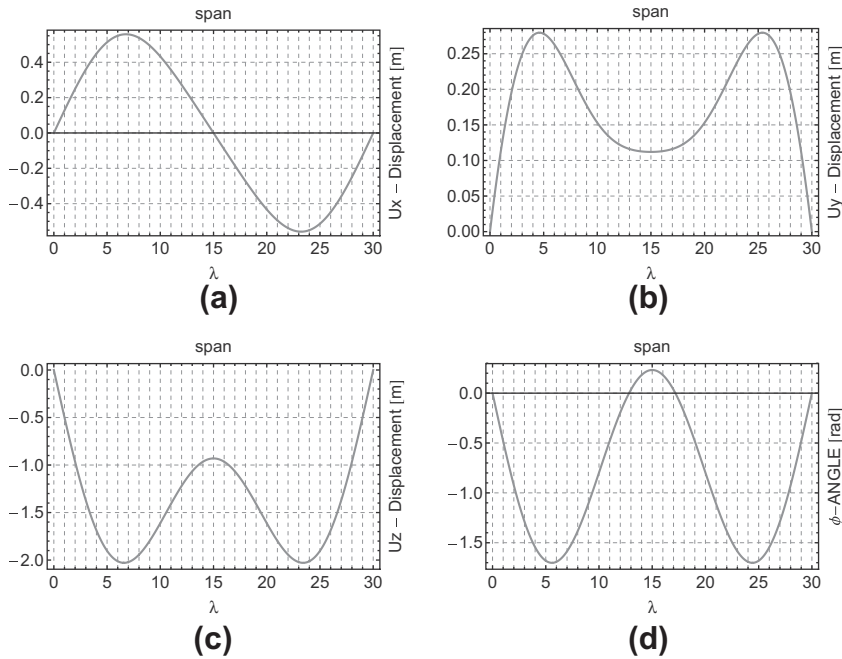 span
0.4
0.2
0.0
−0.2
−0.4
Ux − Displacement [m]
0 5 10 15 20 25 30
λ
(a)
span
0.25
0.20
0.15
0.10
0.05
0.00
Uy − Displacement [m]
0 5 10 15 20 25 30
λ
(b)
span
0.0
−0.5
−1.0
−1.5
−2.0
Uz − Displacement [m]
0 5 10 15 20 25 30
λ
(c)
span
0.0
−0.5
−1.0
−1.5
ϕ−ANGLE [rad]
0 5 10 15 20 25 30
λ
(d)